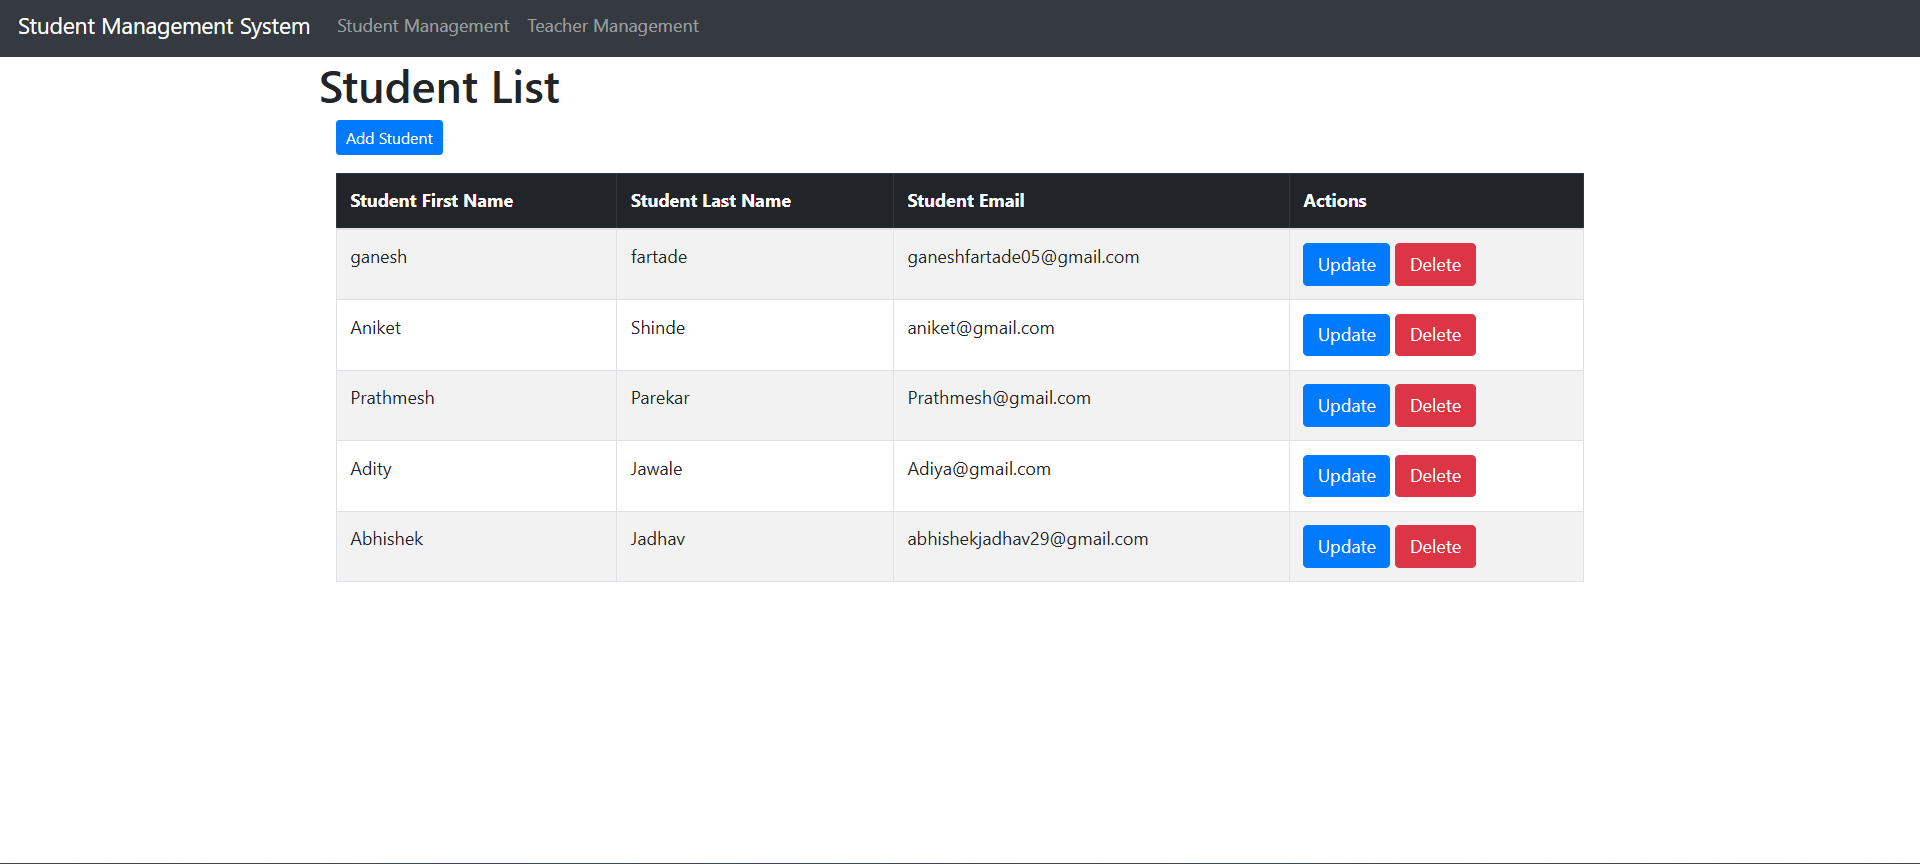 Student Management System Student Management Teacher Management
Student List
Add Student
Student First Name Student Last Name Student Email Actions
ganesh fartade ganeshfartade05@gmail.com Update Delete
Aniket Shinde aniket@gmail.com Update Delete
Prathmesh Parekar Prathmesh@gmail.com Update Delete
Adity Jawale Adiya@gmail.com Update Delete
Abhishek Jadhav abhishekjadhav29@gmail.com Update Delete